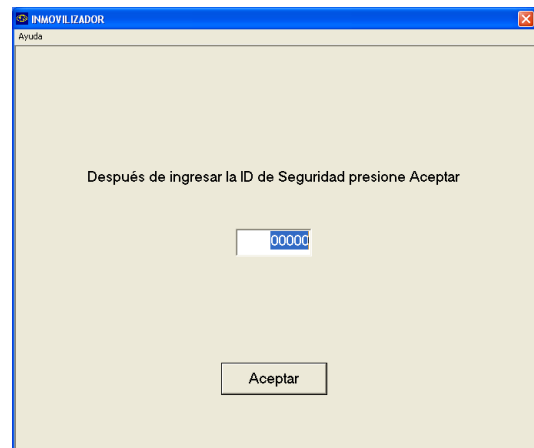 INMOVILIZADOR
Ayuda
Después de ingresar la ID de Seguridad presione Aceptar
00000
Aceptar